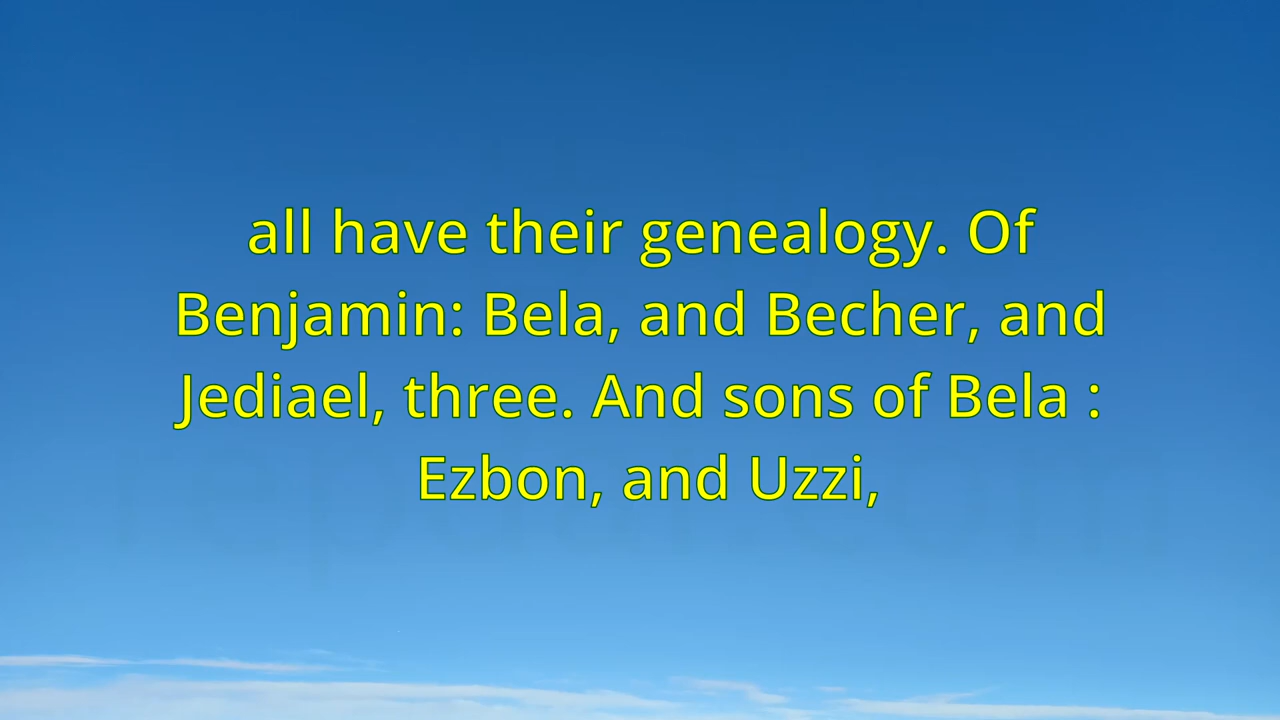 all have their genealogy. Of
Benjamin: Bela, and Becher, and
Jediael, three. And sons of Bela :
Ezbon, and Uzzi,